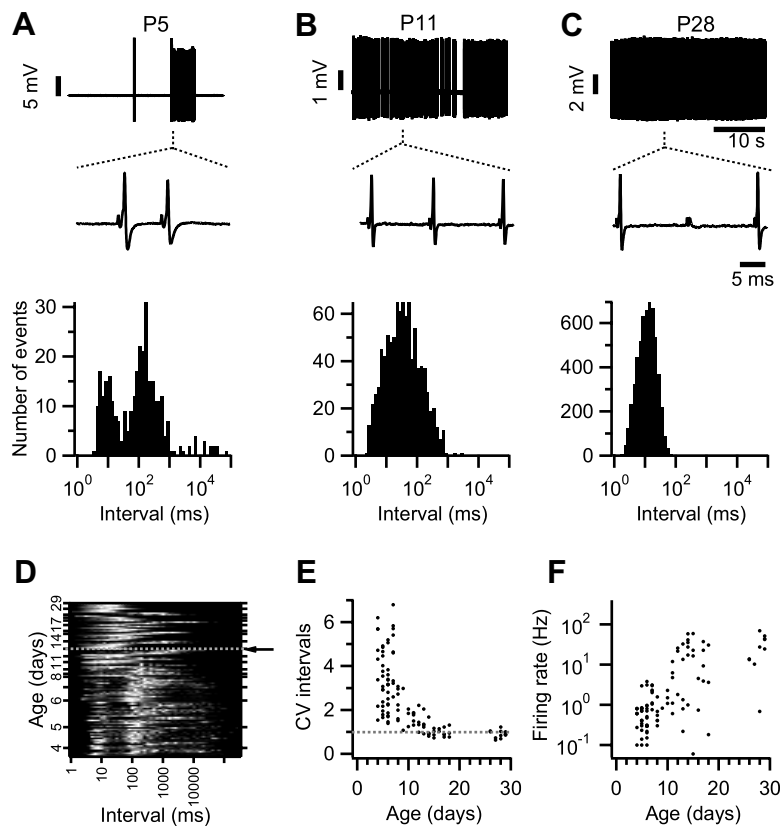 A P5
B P11
C P28
5 mV
1 mV
2 mV
10 s
5 ms
Number of events
30
20
10
0
10^0 10^2 10^4
Interval (ms)
60
40
20
0
10^0 10^2 10^4
Interval (ms)
600
400
200
0
10^0 10^2 10^4
Interval (ms)
D
Age (days)
29
17
14
11
8
6
5
4
1 10 100 1000 10000
Interval (ms)
E
CV intervals
6
4
2
0
0 10 20 30
Age (days)
F
Firing rate (Hz)
10^2
10^1
10^0
10^-1
0 10 20 30
Age (days)